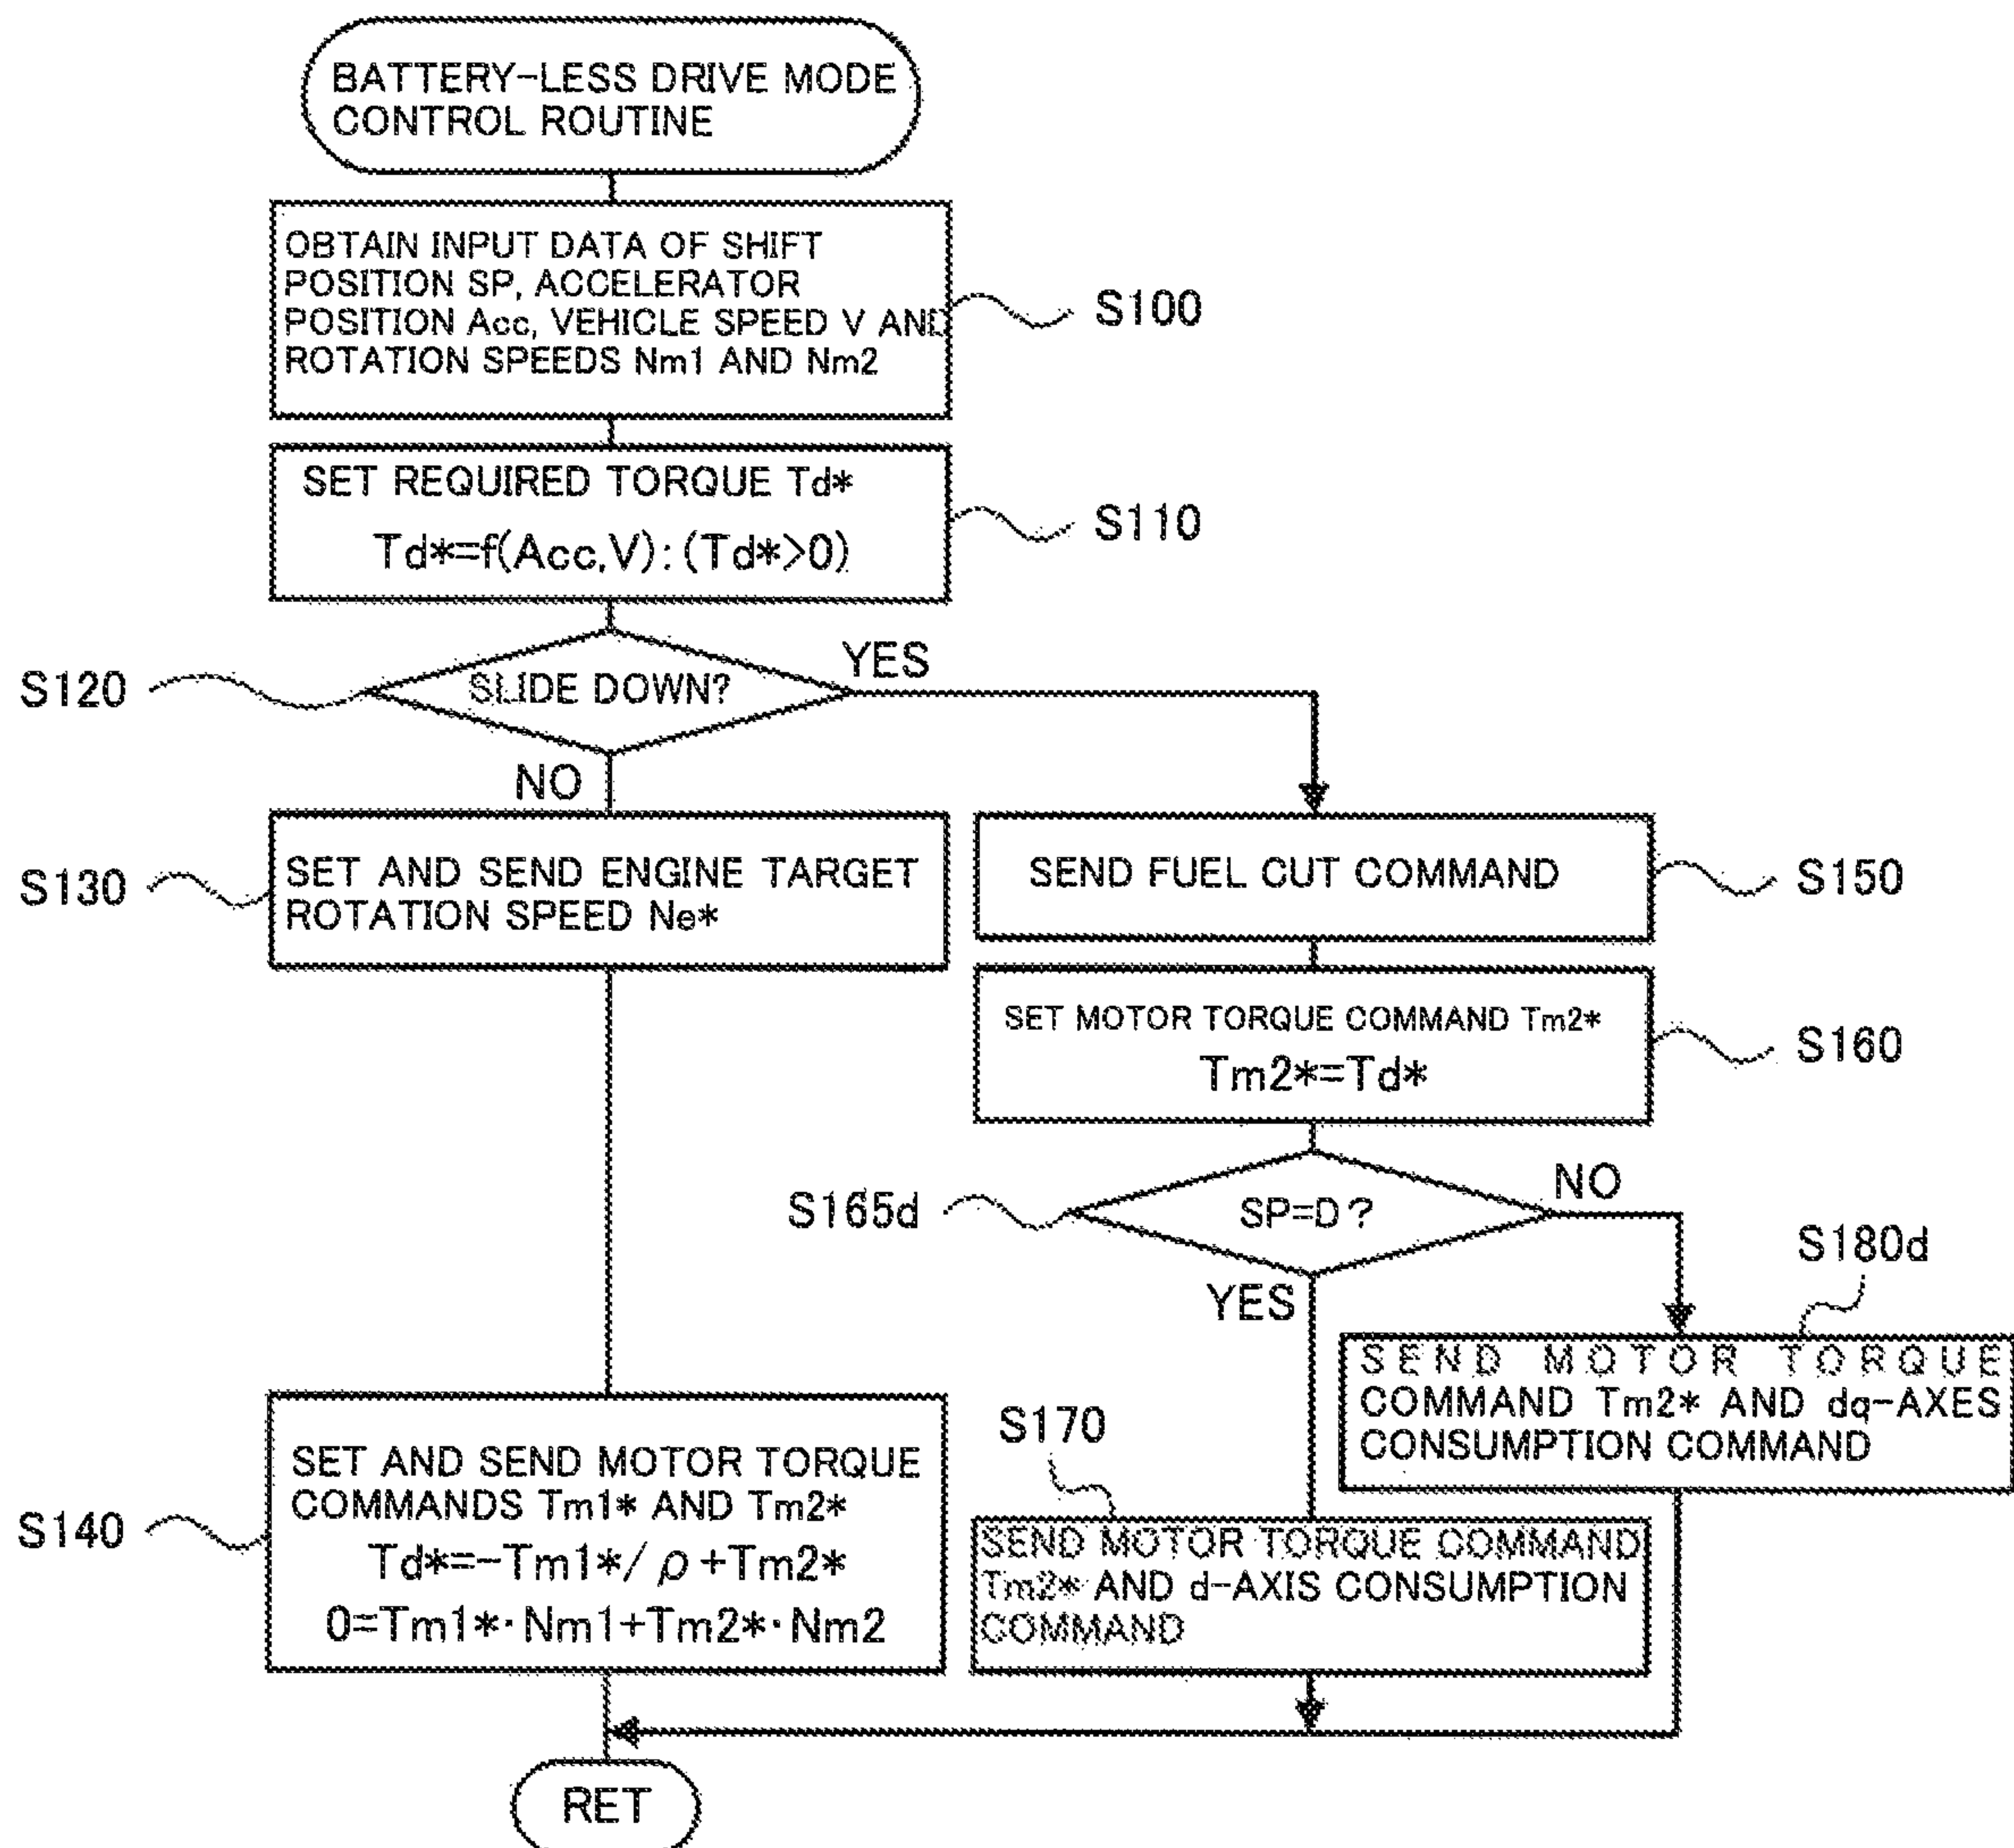 BATTERY-LESS DRIVE MODE
CONTROL ROUTINE
OBTAIN INPUT DATA OF SHIFT
POSITION SP, ACCELERATOR
POSITION Acc, VEHICLE SPEED V AND
ROTATION SPEEDS Nm1 AND Nm2
S100
SET REQUIRED TORQUE Td*
Td*=f(Acc,V):(Td*>0)
S110
S120
SLIDE DOWN?
YES
NO
S130
SET AND SEND ENGINE TARGET
ROTATION SPEED Ne*
SEND FUEL CUT COMMAND
S150
SET MOTOR TORQUE COMMAND Tm2*
Tm2*=Td*
S160
S165d
SP=D?
NO
YES
S180d
SEND MOTOR TORQUE
COMMAND Tm2* AND dq-AXES
CONSUMPTION COMMAND
S170
SEND MOTOR TORQUE COMMAND
Tm2* AND d-AXIS CONSUMPTION
COMMAND
S140
SET AND SEND MOTOR TORQUE
COMMANDS Tm1* AND Tm2*
Td*=-Tm1*/ρ+Tm2*
0=Tm1*·Nm1+Tm2*·Nm2
RET